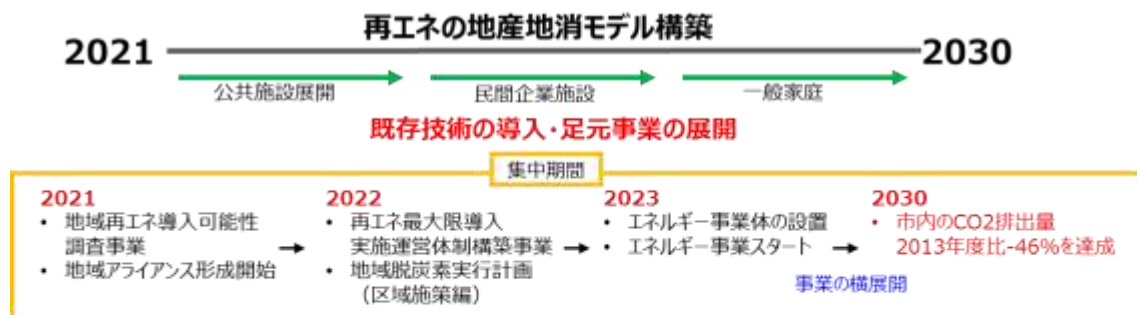 再エネの地産地消モデル構築
2021
2030
公共施設展開
民間企業施設
一般家庭
既存技術の導入・足元事業の展開
集中期間
2021
• 地域再エネ導入可能性
調査事業
• 地域アライアンス形成開始
2022
• 再エネ最大限導入
実施運営体制構築事業
• 地域脱炭素実行計画
（区域施策編）
2023
• エネルギー事業体の設置
• エネルギー事業スタート
2030
• 市内のCO2排出量
2013年度比-46%を達成
事業の横展開